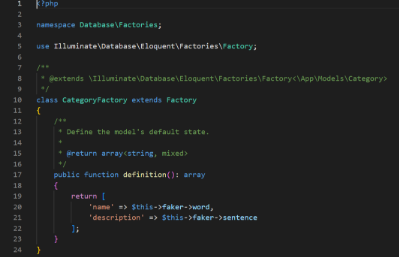 1 <?php
2
3 namespace Database\Factories;
4
5 use Illuminate\Database\Eloquent\Factories\Factory;
6
7 /**
8  * @extends \Illuminate\Database\Eloquent\Factories\Factory<\App\Models\Category>
9  */
10 class CategoryFactory extends Factory
11 {
12     /**
13      * Define the model's default state.
14      *
15      * @return array<string, mixed>
16      */
17     public function definition(): array
18     {
19         return [
20             'name' => $this->faker->word,
21             'description' => $this->faker->sentence
22         ];
23     }
24 }